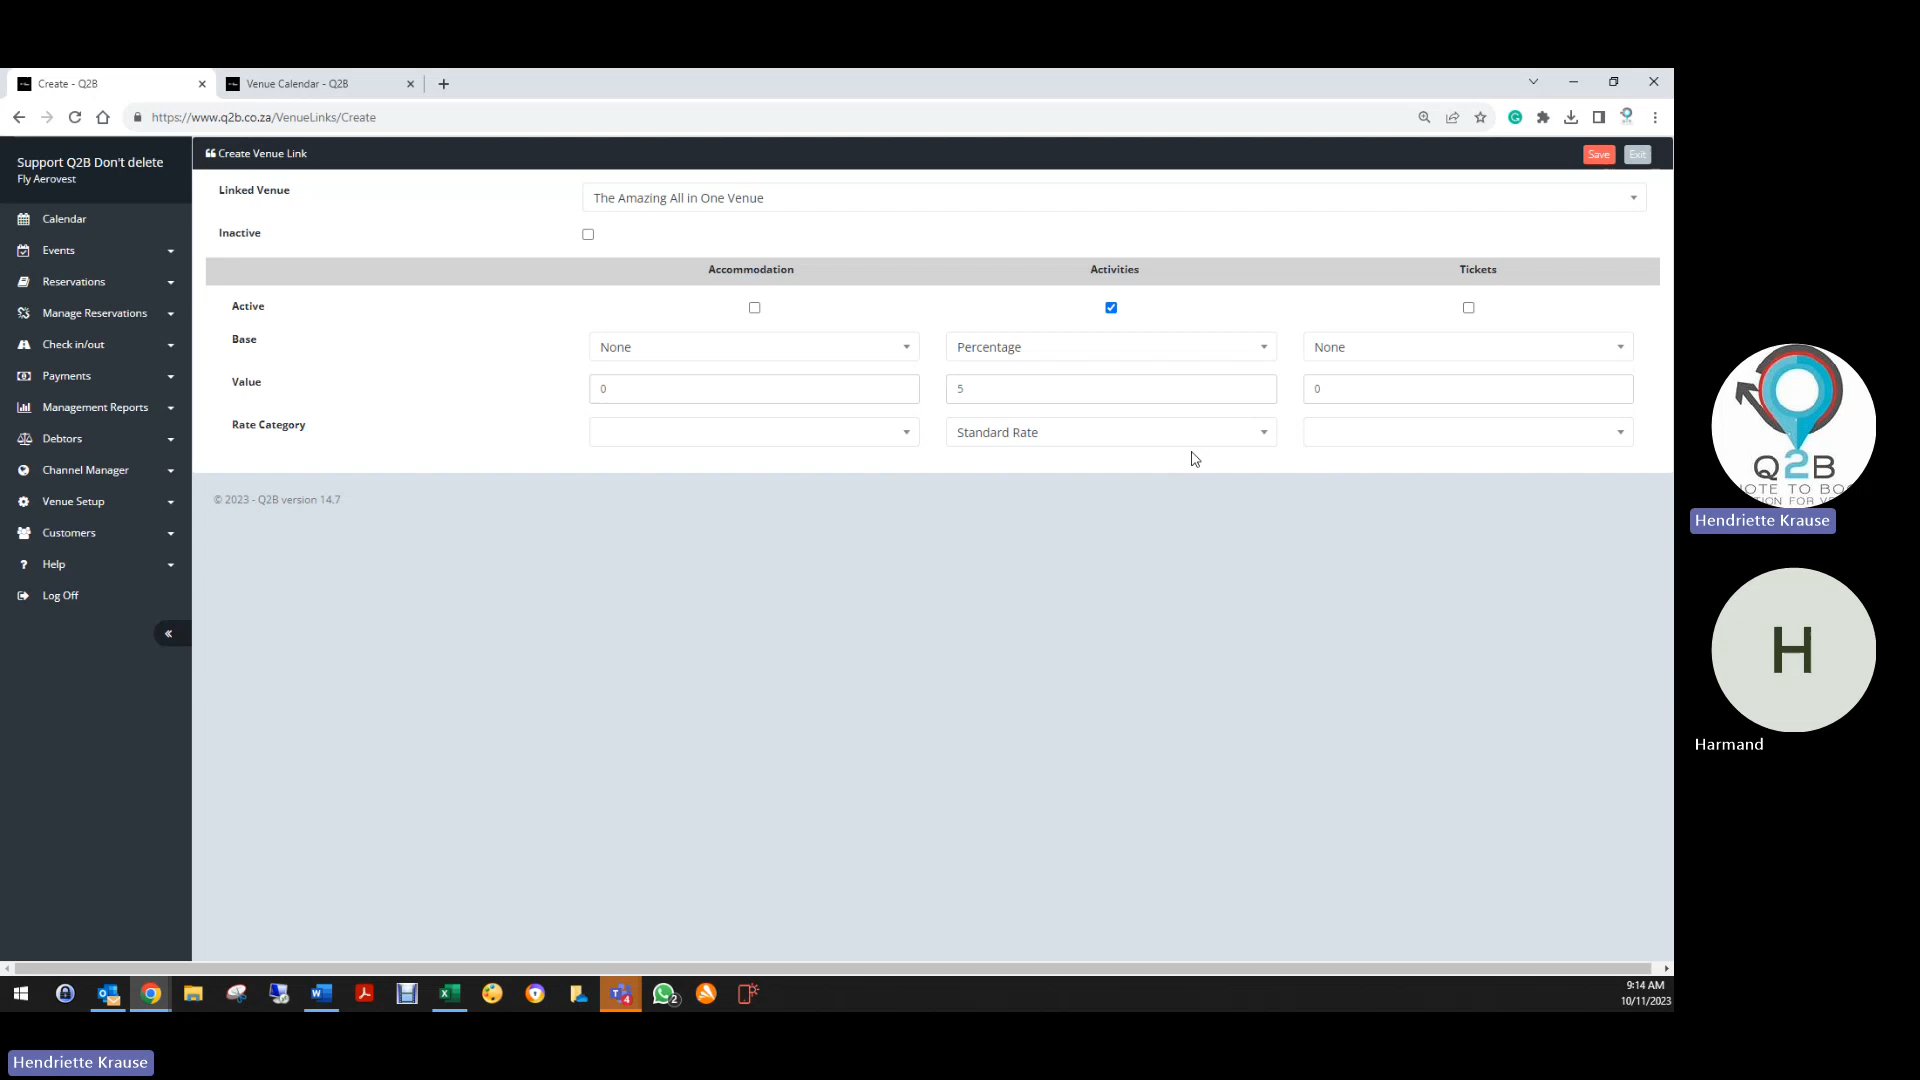 Create - Q2B
Venue Calendar - Q2B
https://www.q2b.co.za/VenueLinks/Create
Support Q2B Don't delete
Fly Aerovest
Create Venue Link
Save
Exit
Linked Venue
The Amazing All in One Venue
Inactive
Accommodation
Activities
Tickets
Active
Base
None
Percentage
None
Value
0
5
0
Rate Category
Standard Rate
© 2023 - Q2B version 14.7
Calendar
Events
Reservations
Manage Reservations
Check in/out
Payments
Management Reports
Debtors
Channel Manager
Venue Setup
Customers
Help
Log Off
Q2B
Hendriette Krause
H
Harmand
4
2
9:14 AM
10/11/2023
Hendriette Krause